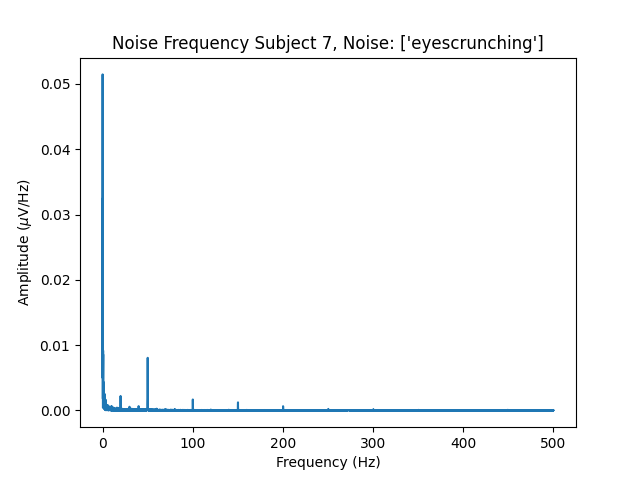 Noise Frequency Subject 7, Noise: ['eyescrunching']
0.05
0.04
0.03
0.02
0.01
0.00
Amplitude (μV/Hz)
0 100 200 300 400 500
Frequency (Hz)